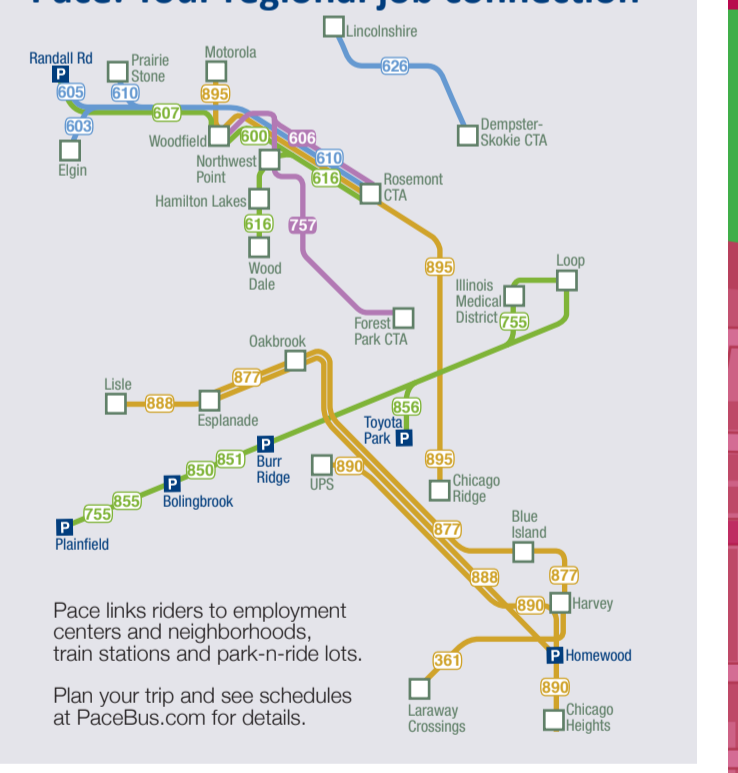 Pace: Your regional job connection
Lincolnshire
626
Dempster-
Skokie CTA
Randall Rd
P
605
Prairie
Stone
610
Motorola
895
607
603
Elgin
Woodfield
600
606
Northwest
Point
610
616
Rosemont
CTA
Hamilton Lakes
616
757
Wood
Dale
895
Loop
Illinois
Medical
District
755
Forest
Park CTA
Oakbrook
877
Lisle
888
Esplanade
856
Toyota
Park P
P
Burr
Ridge
851
850
UPS
890
895
Chicago
Ridge
P
Bolingbrook
855
755
P
Plainfield
Blue
Island
877
877
888
890
Harvey
361
P Homewood
890
Laraway
Crossings
Chicago
Heights
Pace links riders to employment
centers and neighborhoods,
train stations and park-n-ride lots.
Plan your trip and see schedules
at PaceBus.com for details.